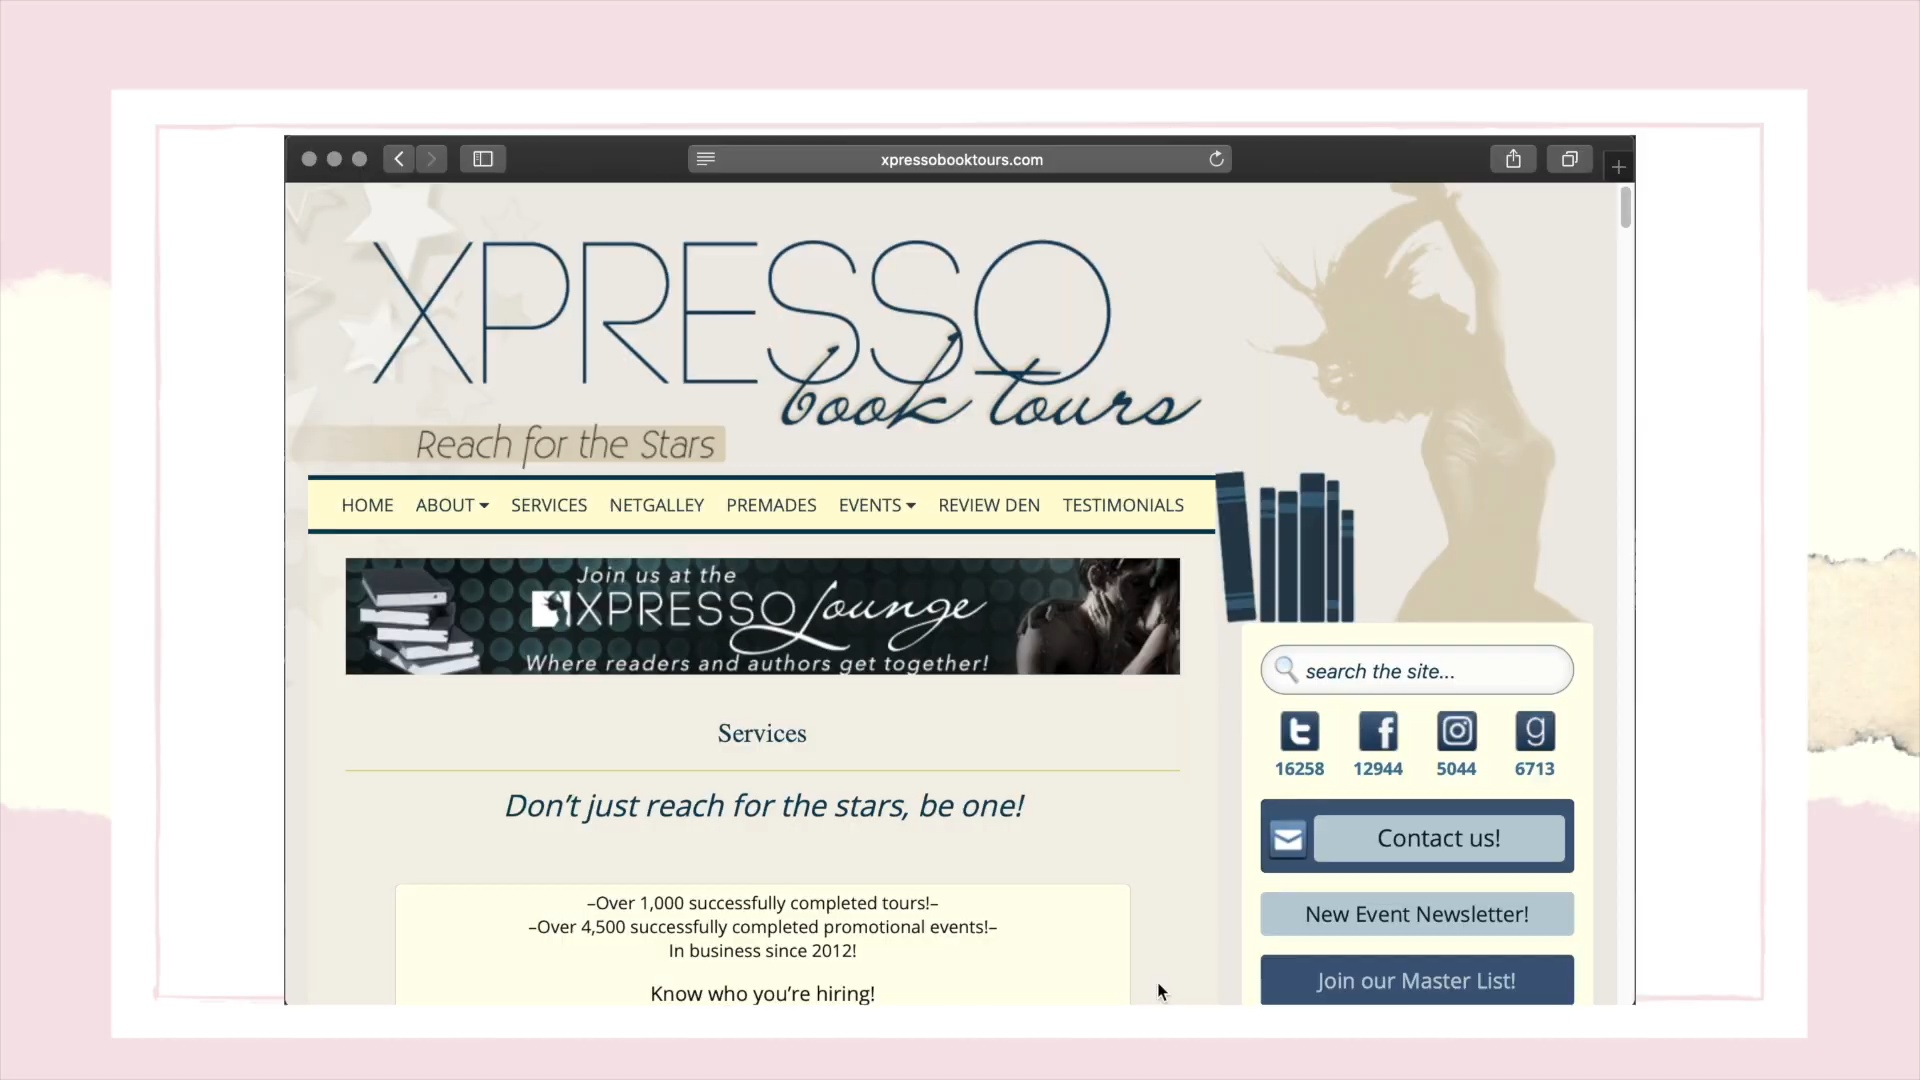 xpressobooktours.com
XPRESSO
book tours
Reach for the Stars
HOME ABOUT SERVICES NETGALLEY PREMADES EVENTS REVIEW DEN TESTIMONIALS
Join us at the
XPRESSO Lounge
Where readers and authors get together!
search the site...
16258 12944 5044 6713
Services
Don't just reach for the stars, be one!
Contact us!
–Over 1,000 successfully completed tours!–
–Over 4,500 successfully completed promotional events!–
In business since 2012!
Know who you're hiring!
New Event Newsletter!
Join our Master List!